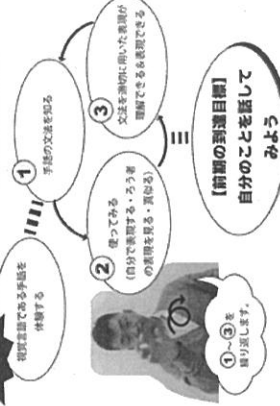 視覚言語である手話を
体験する
①
手話の文法を知る
②
使ってみる
(自分で表現する・ろう者
の表現を見る・真似る)
③
文法を適切に用いた表現が
理解できる&表現できる
①~③を
繰り返します。
【前期の到達目標】
自分のことを話して
みよう